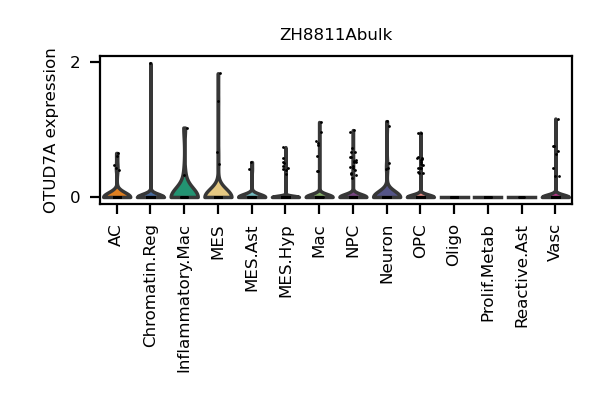 ZH8811Abulk
OTUD7A expression
2
0
AC
Chromatin.Reg
Inflammatory.Mac
MES
MES.Ast
MES.Hyp
Mac
NPC
Neuron
OPC
Oligo
Prolif.Metab
Reactive.Ast
Vasc